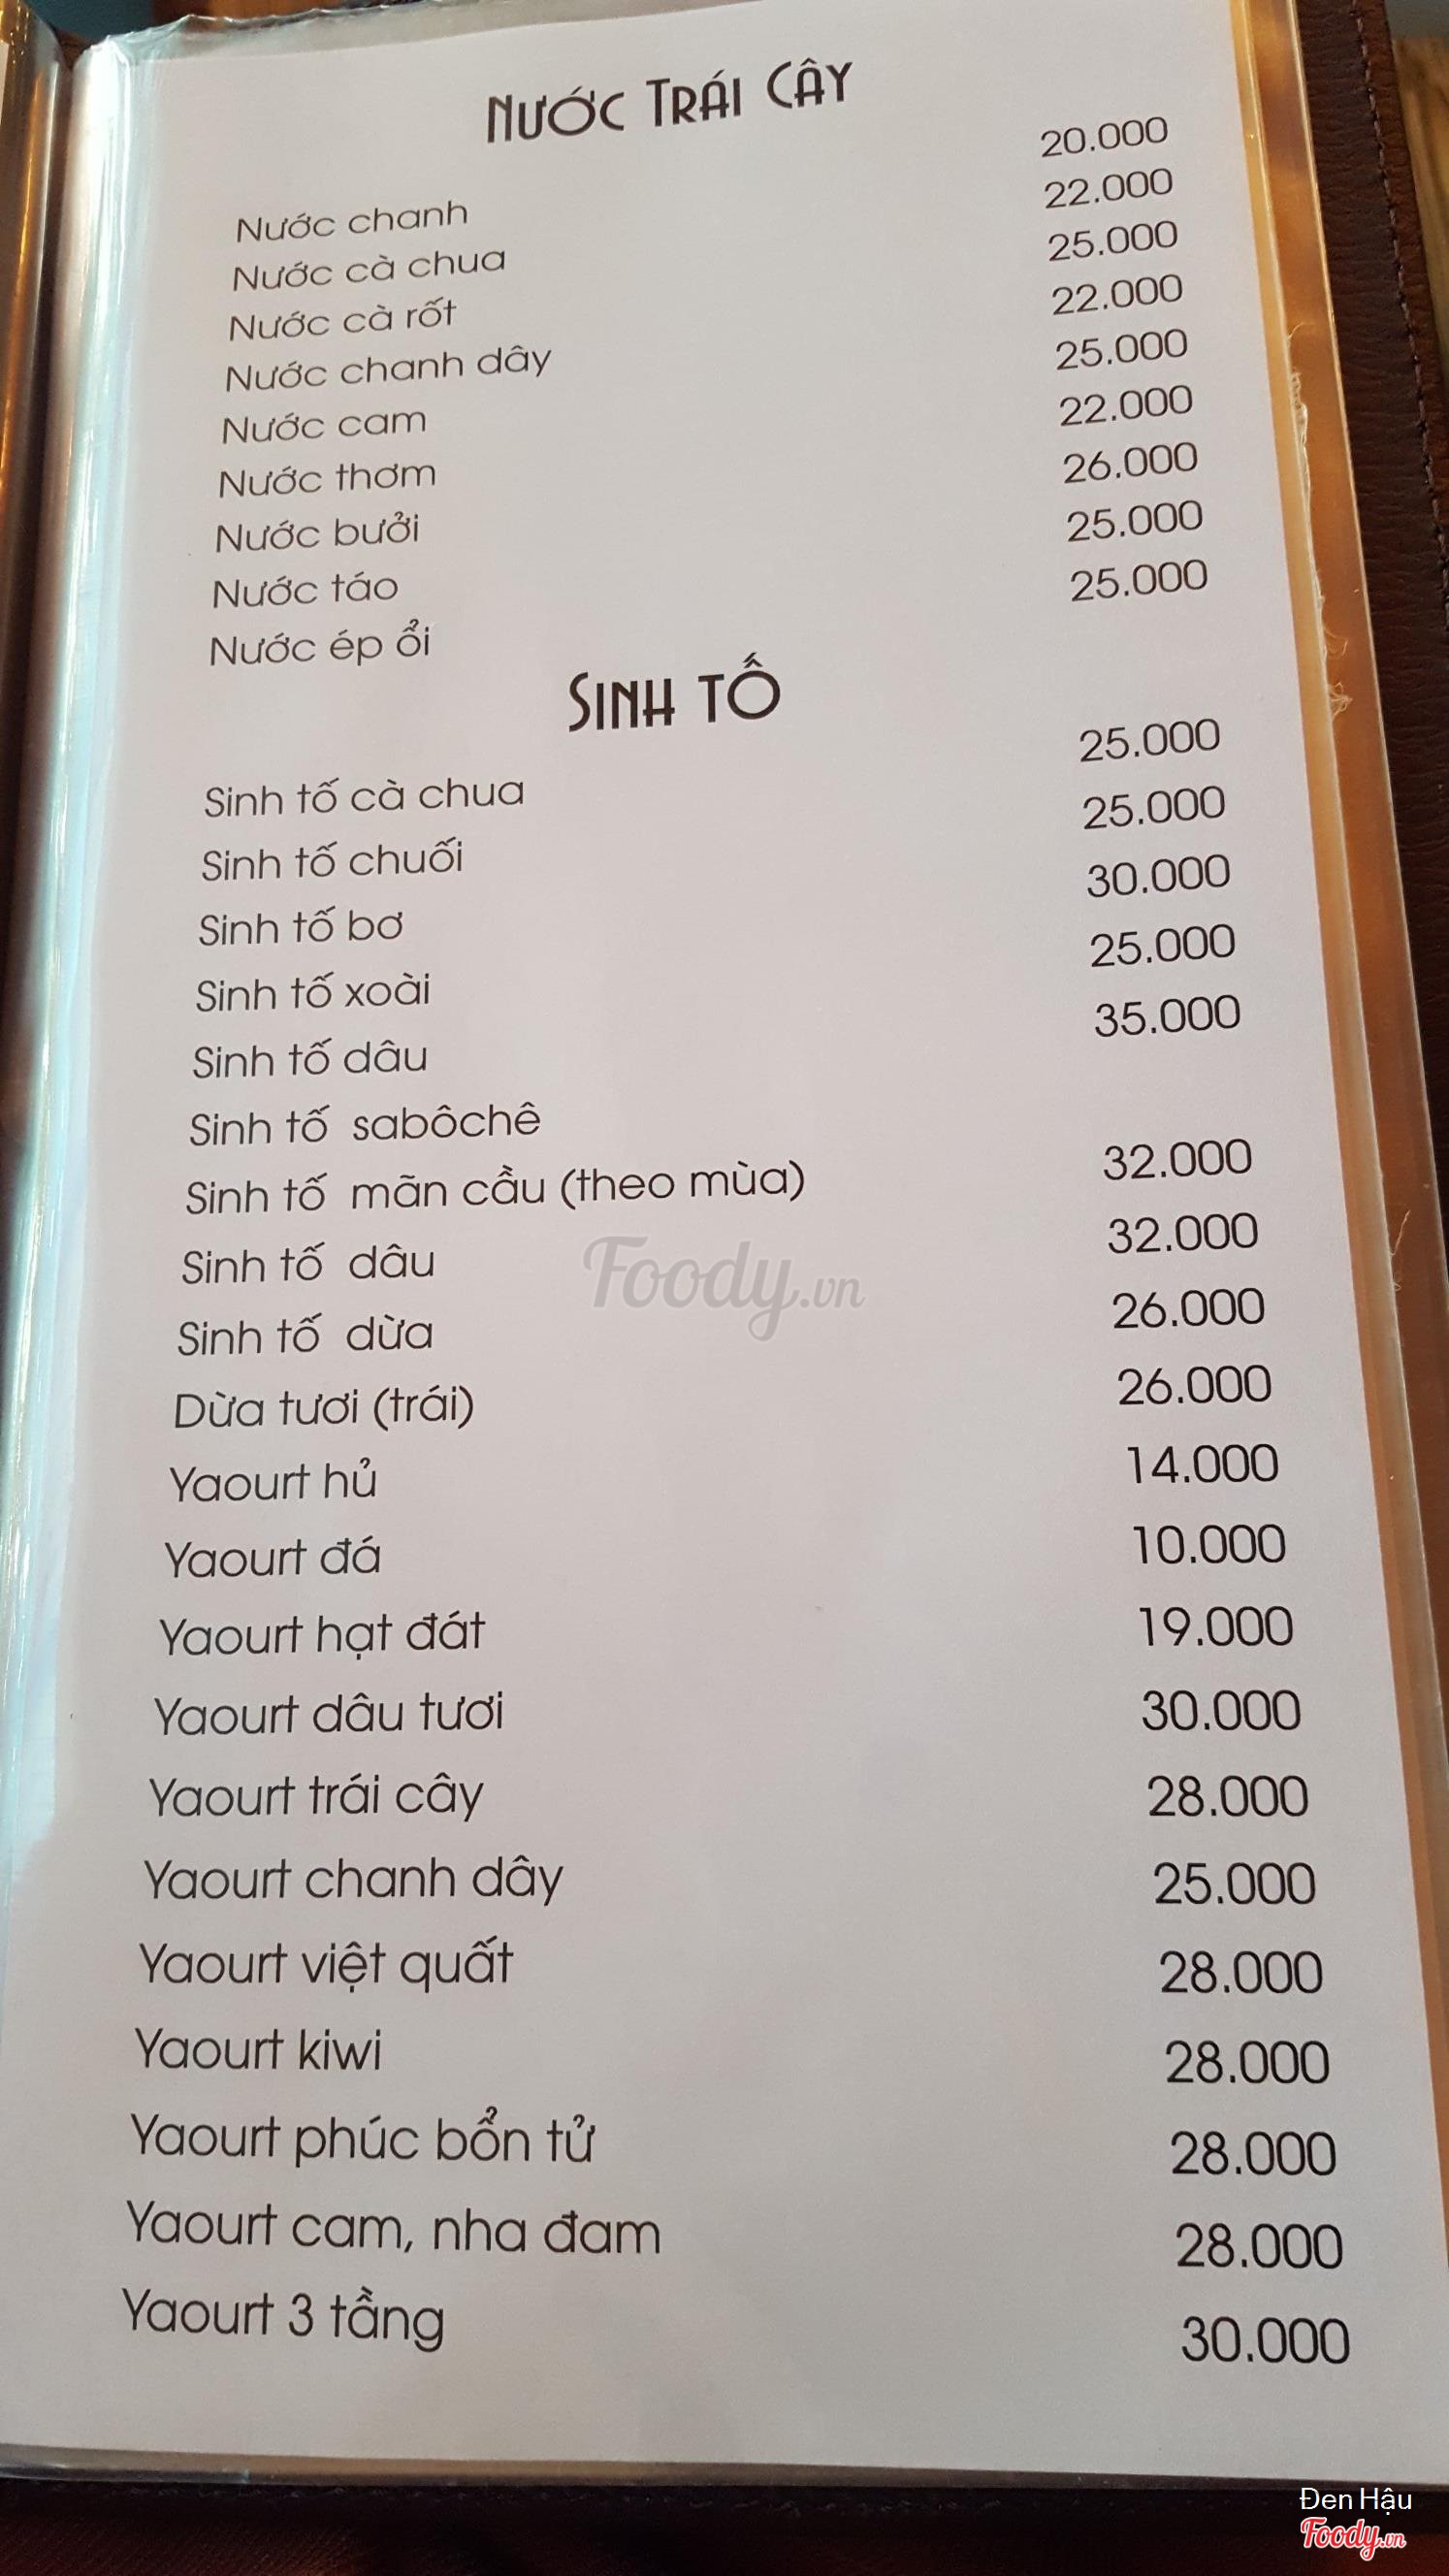 NƯỚC TRÁI CÂY
Nước chanh 20.000
Nước cà chua 22.000
Nước cà rốt 25.000
Nước chanh dây 22.000
Nước cam 25.000
Nước thơm 22.000
Nước bưởi 26.000
Nước táo 25.000
Nước ép ổi 25.000
SINH TỐ
Sinh tố cà chua 25.000
Sinh tố chuối 25.000
Sinh tố bơ 30.000
Sinh tố xoài 25.000
Sinh tố dâu 35.000
Sinh tố sabôchê
Sinh tố mãn cầu (theo mùa) 32.000
Sinh tố dâu 32.000
Sinh tố dừa 26.000
Dừa tươi (trái) 26.000
Yaourt hủ 14.000
Yaourt đá 10.000
Yaourt hạt đát 19.000
Yaourt dâu tươi 30.000
Yaourt trái cây 28.000
Yaourt chanh dây 25.000
Yaourt việt quất 28.000
Yaourt kiwi 28.000
Yaourt phúc bổn tử 28.000
Yaourt cam, nha đam 28.000
Yaourt 3 tầng 30.000
Foody.vn
Đen Hậu
Foody.vn